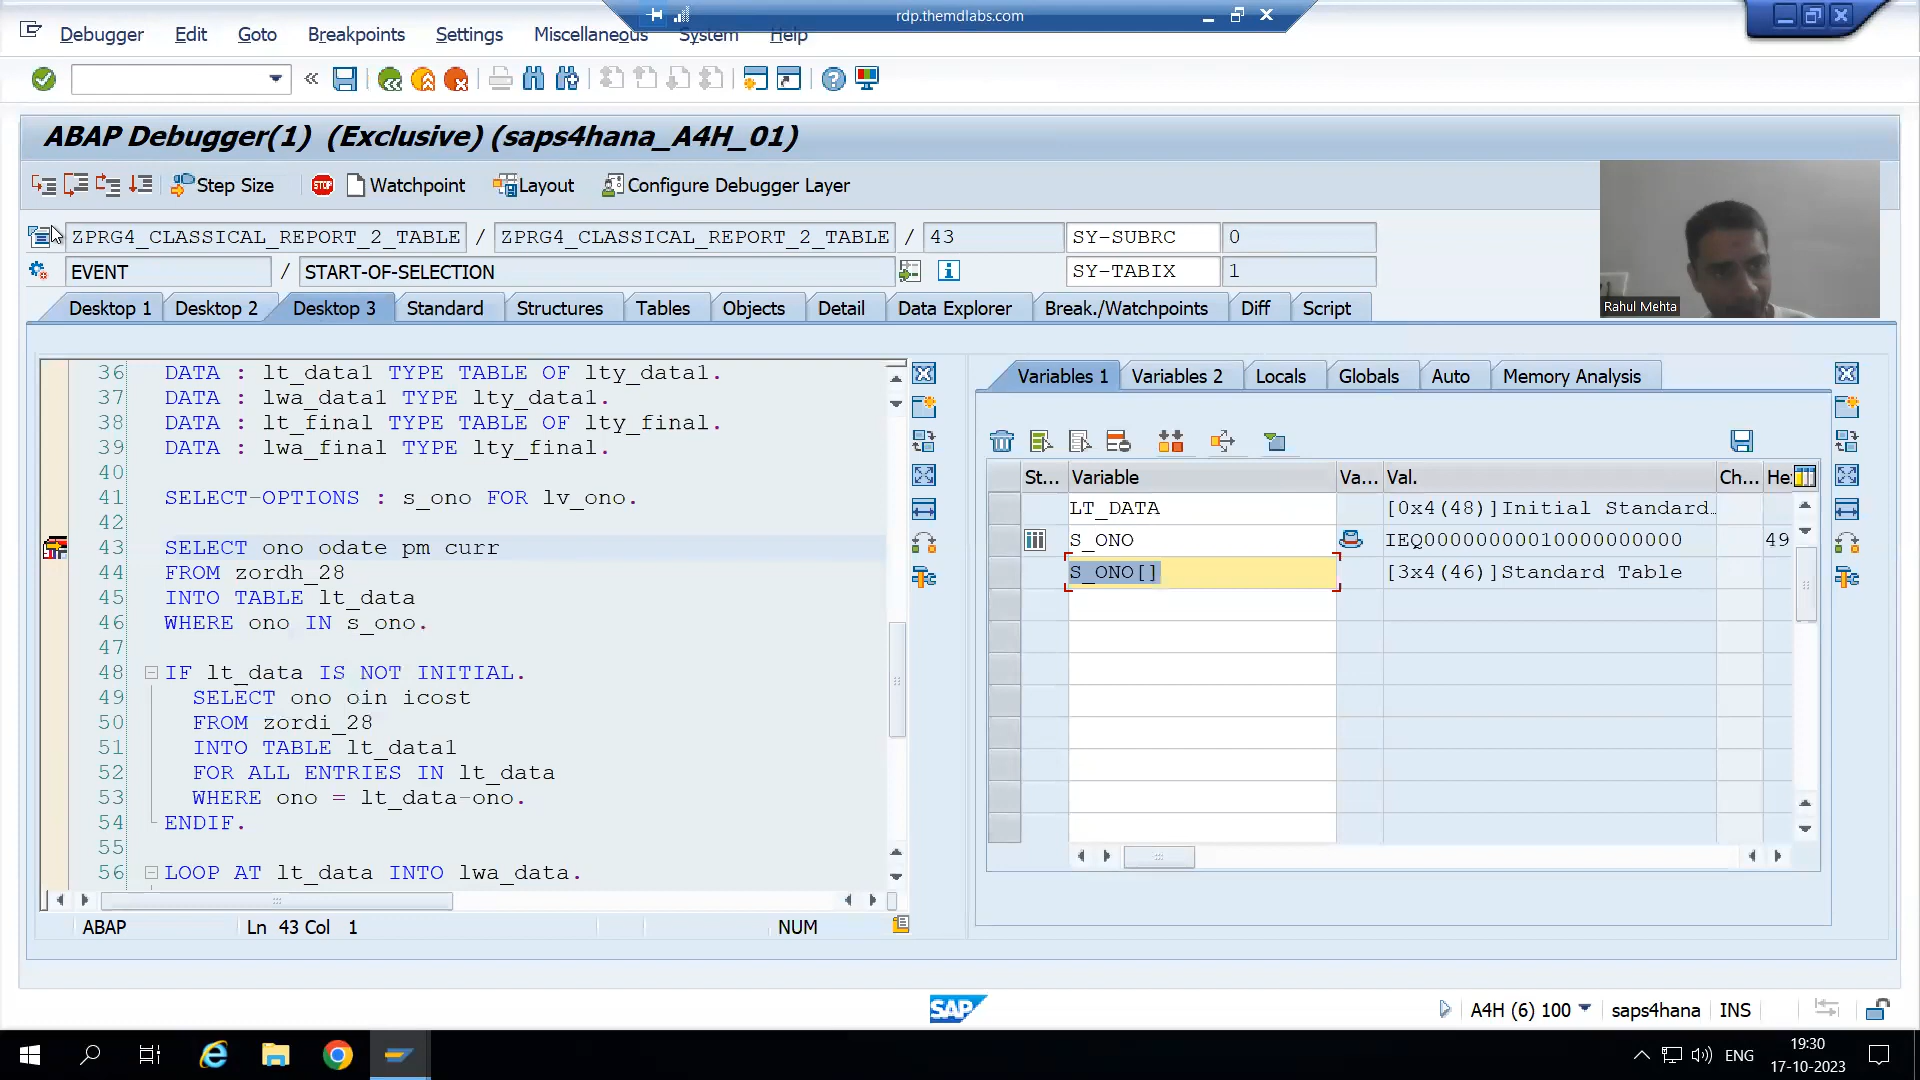 rdp.themdlabs.com
Debugger Edit Goto Breakpoints Settings Miscellaneous System Help
ABAP Debugger(1) (Exclusive) (saps4hana_A4H_01)
Step Size STOP Watchpoint Layout Configure Debugger Layer
ZPRG4_CLASSICAL_REPORT_2_TABLE / ZPRG4_CLASSICAL_REPORT_2_TABLE / 43 SY-SUBRC 0
EVENT / START-OF-SELECTION SY-TABIX 1
Rahul Mehta
Desktop 1 Desktop 2 Desktop 3 Standard Structures Tables Objects Detail Data Explorer Break./Watchpoints Diff Script
36 DATA : lt_data1 TYPE TABLE OF lty_data1.
37 DATA : lwa_data1 TYPE lty_data1.
38 DATA : lt_final TYPE TABLE OF lty_final.
39 DATA : lwa_final TYPE lty_final.
40
41 SELECT-OPTIONS : s_ono FOR lv_ono.
42
43 SELECT ono odate pm curr
44 FROM zordh_28
45 INTO TABLE lt_data
46 WHERE ono IN s_ono.
47
48 IF lt_data IS NOT INITIAL.
49 SELECT ono oin icost
50 FROM zordi_28
51 INTO TABLE lt_data1
52 FOR ALL ENTRIES IN lt_data
53 WHERE ono = lt_data-ono.
54 ENDIF.
55
56 LOOP AT lt_data INTO lwa_data.
ABAP Ln 43 Col 1 NUM
Variables 1 Variables 2 Locals Globals Auto Memory Analysis
St... Variable Va... Val. Ch... He
LT_DATA [0x4(48)]Initial Standard...
S_ONO IEQ00000000010000000000 49
S_ONO[] [3x4(46)]Standard Table
SAP
A4H (6) 100 saps4hana INS
ENG
19:30
17-10-2023